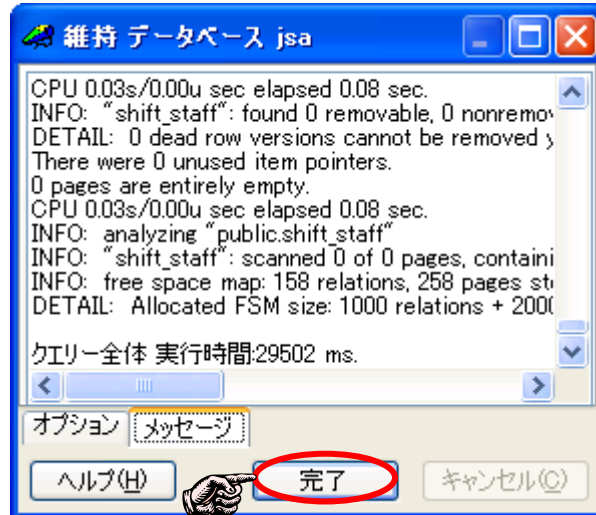 維持 データベース jsa
CPU 0.03s/0.00u sec elapsed 0.08 sec.
INFO: "shift_staff": found 0 removable, 0 nonremov
DETAIL: 0 dead row versions cannot be removed y
There were 0 unused item pointers.
0 pages are entirely empty.
CPU 0.03s/0.00u sec elapsed 0.08 sec.
INFO: analyzing "public.shift_staff"
INFO: "shift_staff": scanned 0 of 0 pages, containi
INFO: free space map: 158 relations, 258 pages st
DETAIL: Allocated FSM size: 1000 relations + 200
クエリー全体 実行時間:29502 ms.
オプション メッセージ
ヘルプ(H) 完了 キャンセル(C)